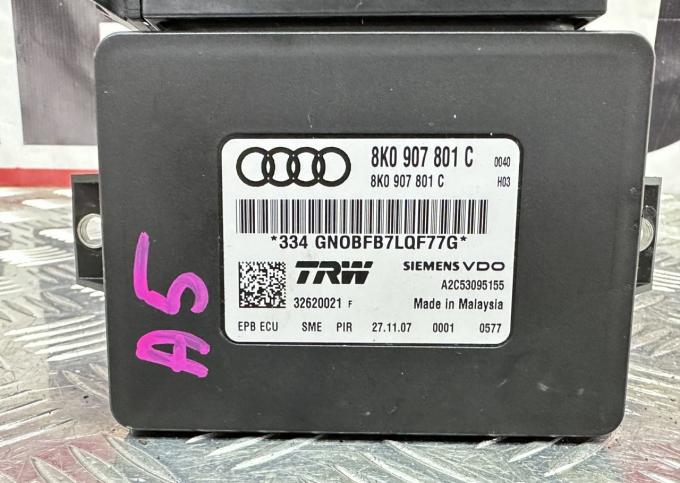 8K0 907 801 C 0040
8K0 907 801 C H03
*334 GNOBFB7LQF77G*
TRW SIEMENS VDO
32620021 F A2C53095155
Made in Malaysia
EPB ECU SME PIR 27.11.07 0001 0577
A5